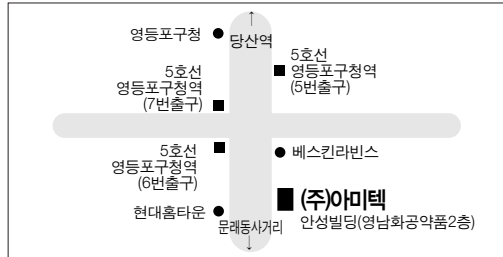 ↑
당산역
영등포구청
5호선
영등포구청역
(5번출구)
5호선
영등포구청역
(7번출구)
5호선
영등포구청역
(6번출구)
베스킨라빈스
(주)아미텍
안성빌딩(영남화공약품2층)
현대홈타운
문래동사거리
↓